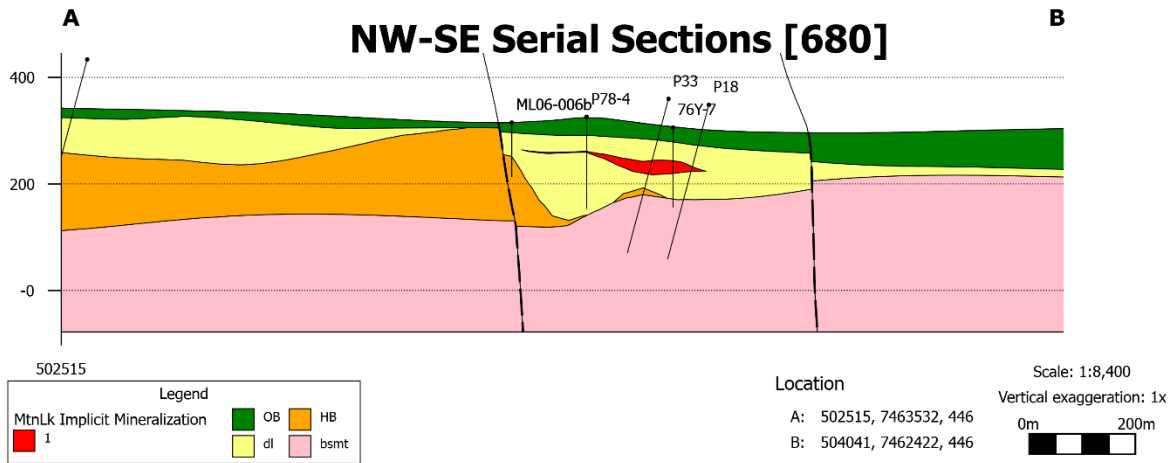 A
B
NW-SE Serial Sections [680]
400
P33
P18
ML06-006b
P78-4
76Y-7
200
-0
502515
Legend
MtnLk Implicit Mineralization
1
OB
HB
dl
bsmt
Location
A: 502515, 7463532, 446
B: 504041, 7462422, 446
Scale: 1:8,400
Vertical exaggeration: 1x
0m
200m